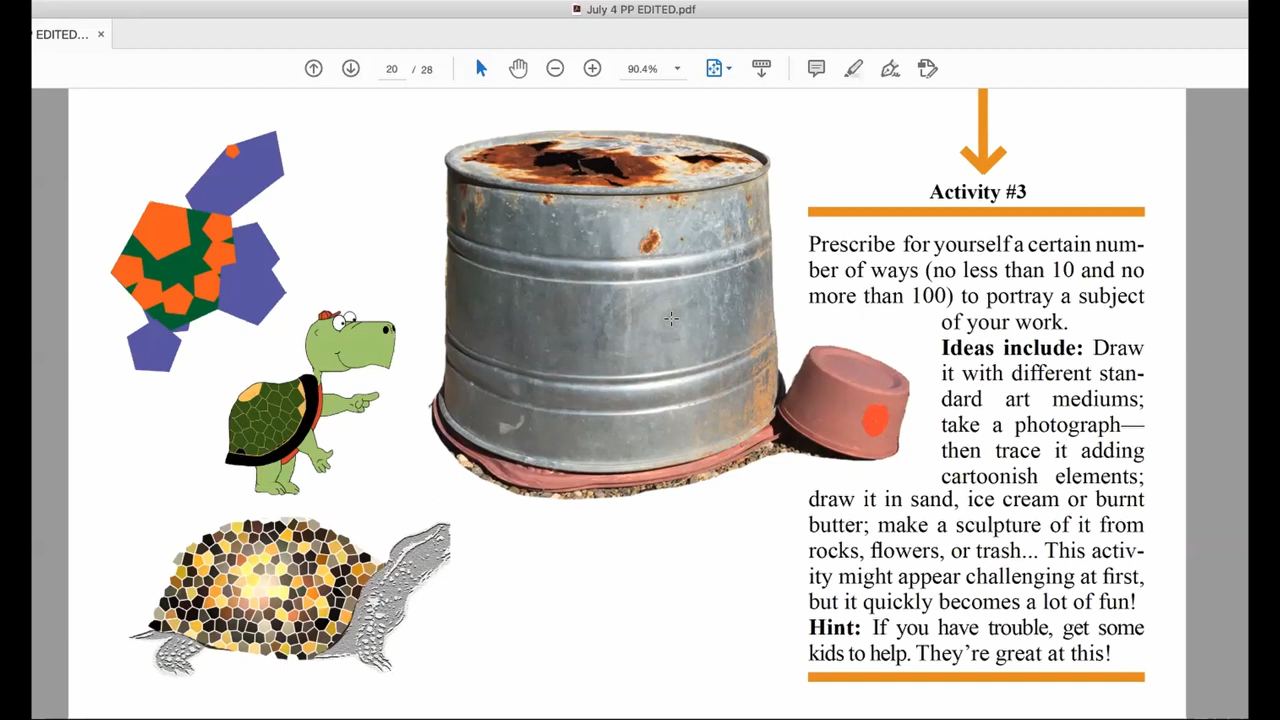 July 4 PP EDITED.pdf
P EDITED... ×
20 / 28
90.4%
Activity #3
Prescribe for yourself a certain num-
ber of ways (no less than 10 and no
more than 100) to portray a subject
of your work.
Ideas include: Draw
it with different stan-
dard art mediums;
take a photograph—
then trace it adding
cartoonish elements;
draw it in sand, ice cream or burnt
butter; make a sculpture of it from
rocks, flowers, or trash... This activ-
ity might appear challenging at first,
but it quickly becomes a lot of fun!
Hint: If you have trouble, get some
kids to help. They’re great at this!